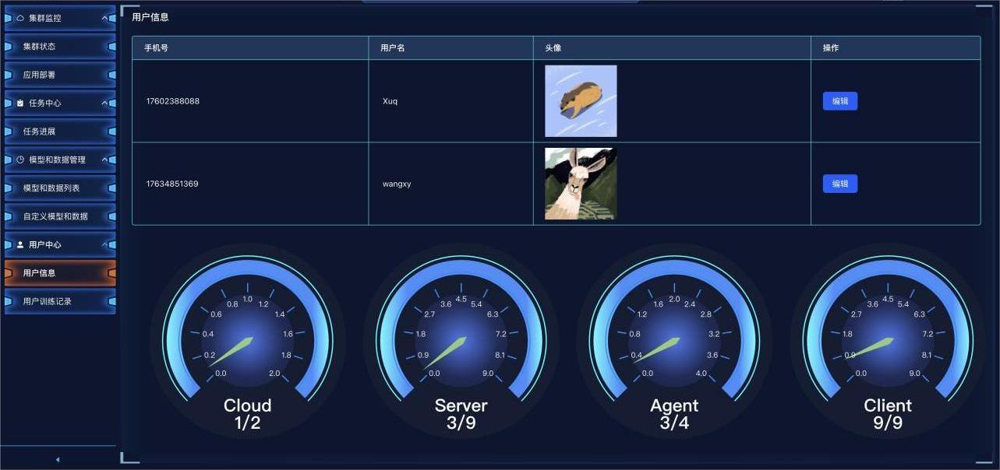 集群监控
集群状态
应用部署
任务中心
任务进展
模型和数据管理
模型和数据列表
自定义模型和数据
用户中心
用户信息
用户训练记录
用户信息
手机号 用户名 头像 操作
17602388088 Xuq 编辑
17634851369 wangxy 编辑
0.0 0.2 0.4 0.6 0.8 1.0 1.2 1.4 1.6 1.8 2.0
Cloud
1/2
0.0 0.9 1.8 2.7 3.6 4.5 5.4 6.3 7.2 8.1 9.0
Server
3/9
0.0 0.4 0.8 1.2 1.6 2.0 2.4 2.8 3.2 3.6 4.0
Agent
3/4
0.0 0.9 1.8 2.7 3.6 4.5 5.4 6.3 7.2 8.1 9.0
Client
9/9